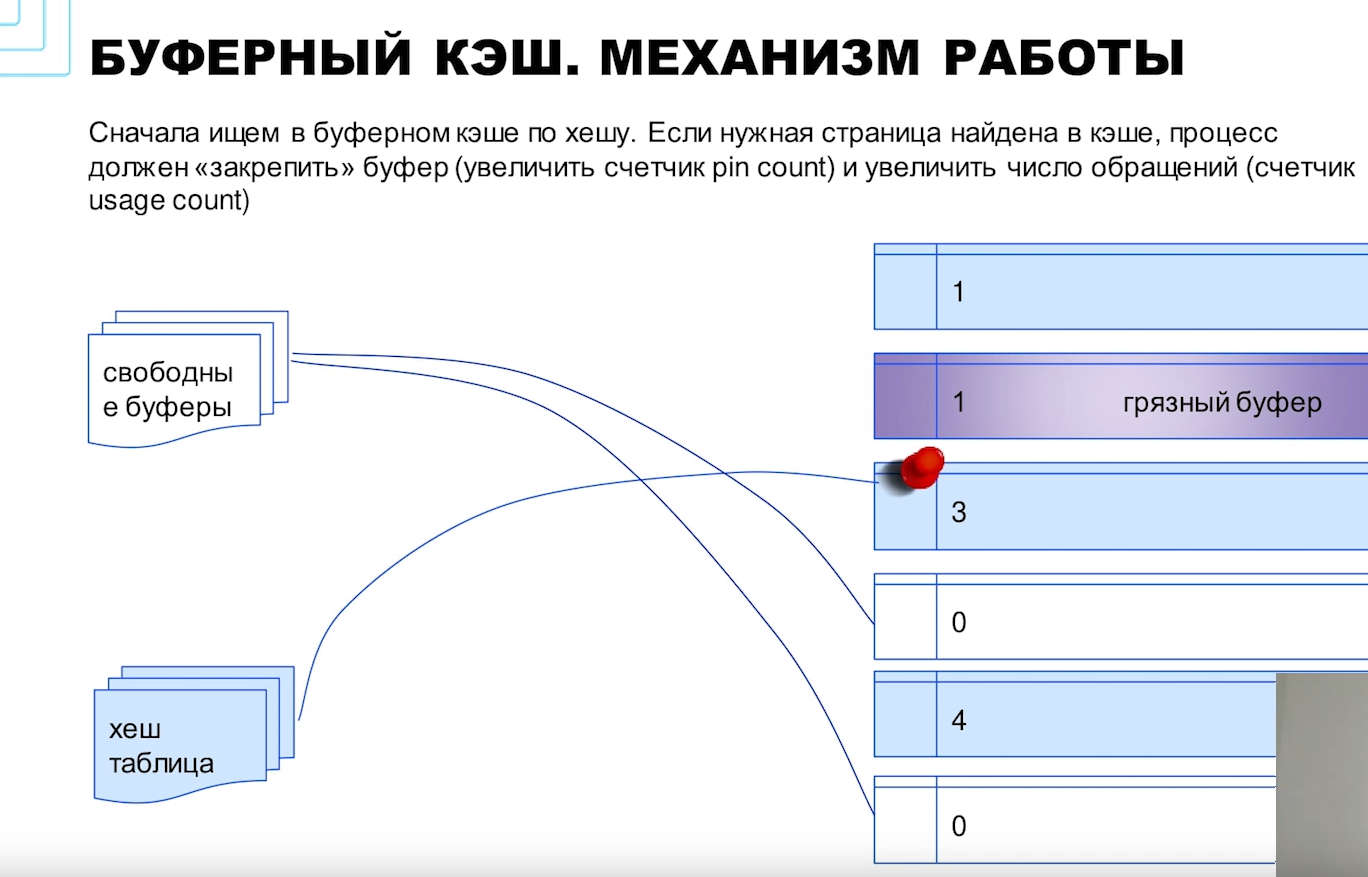 БУФЕРНЫЙ КЭШ. МЕХАНИЗМ РАБОТЫ
Сначала ищем в буферном кэше по хешу. Если нужная страница найдена в кэше, процесс
должен «закрепить» буфер (увеличить счетчик pin count) и увеличить число обращений (счетчик
usage count)
1
свободны
е буферы
1 грязный буфер
3
0
хеш
таблица
4
0